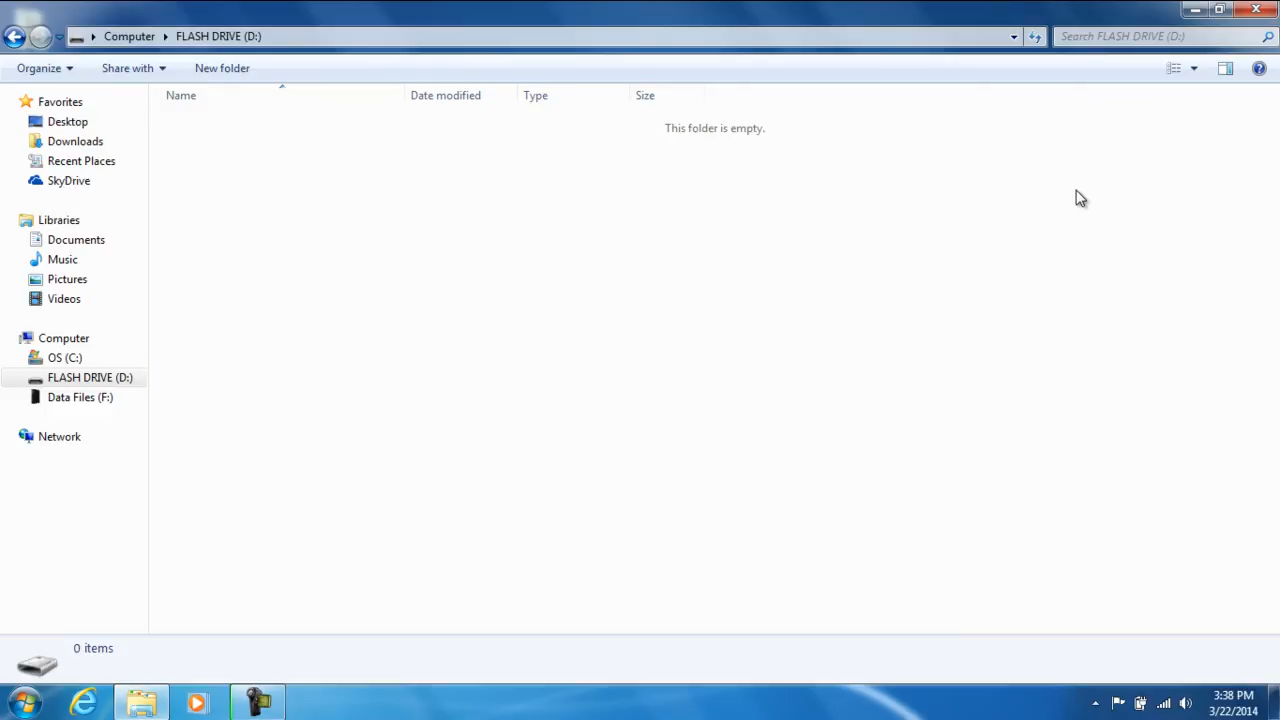 Computer FLASH DRIVE (D:) Search FLASH DRIVE (D:)
Organize Share with New folder
Name Date modified Type Size
This folder is empty.
Favorites
Desktop
Downloads
Recent Places
SkyDrive
Libraries
Documents
Music
Pictures
Videos
Computer
OS (C:)
FLASH DRIVE (D:)
Data Files (F:)
Network
0 items
3:38 PM
3/22/2014